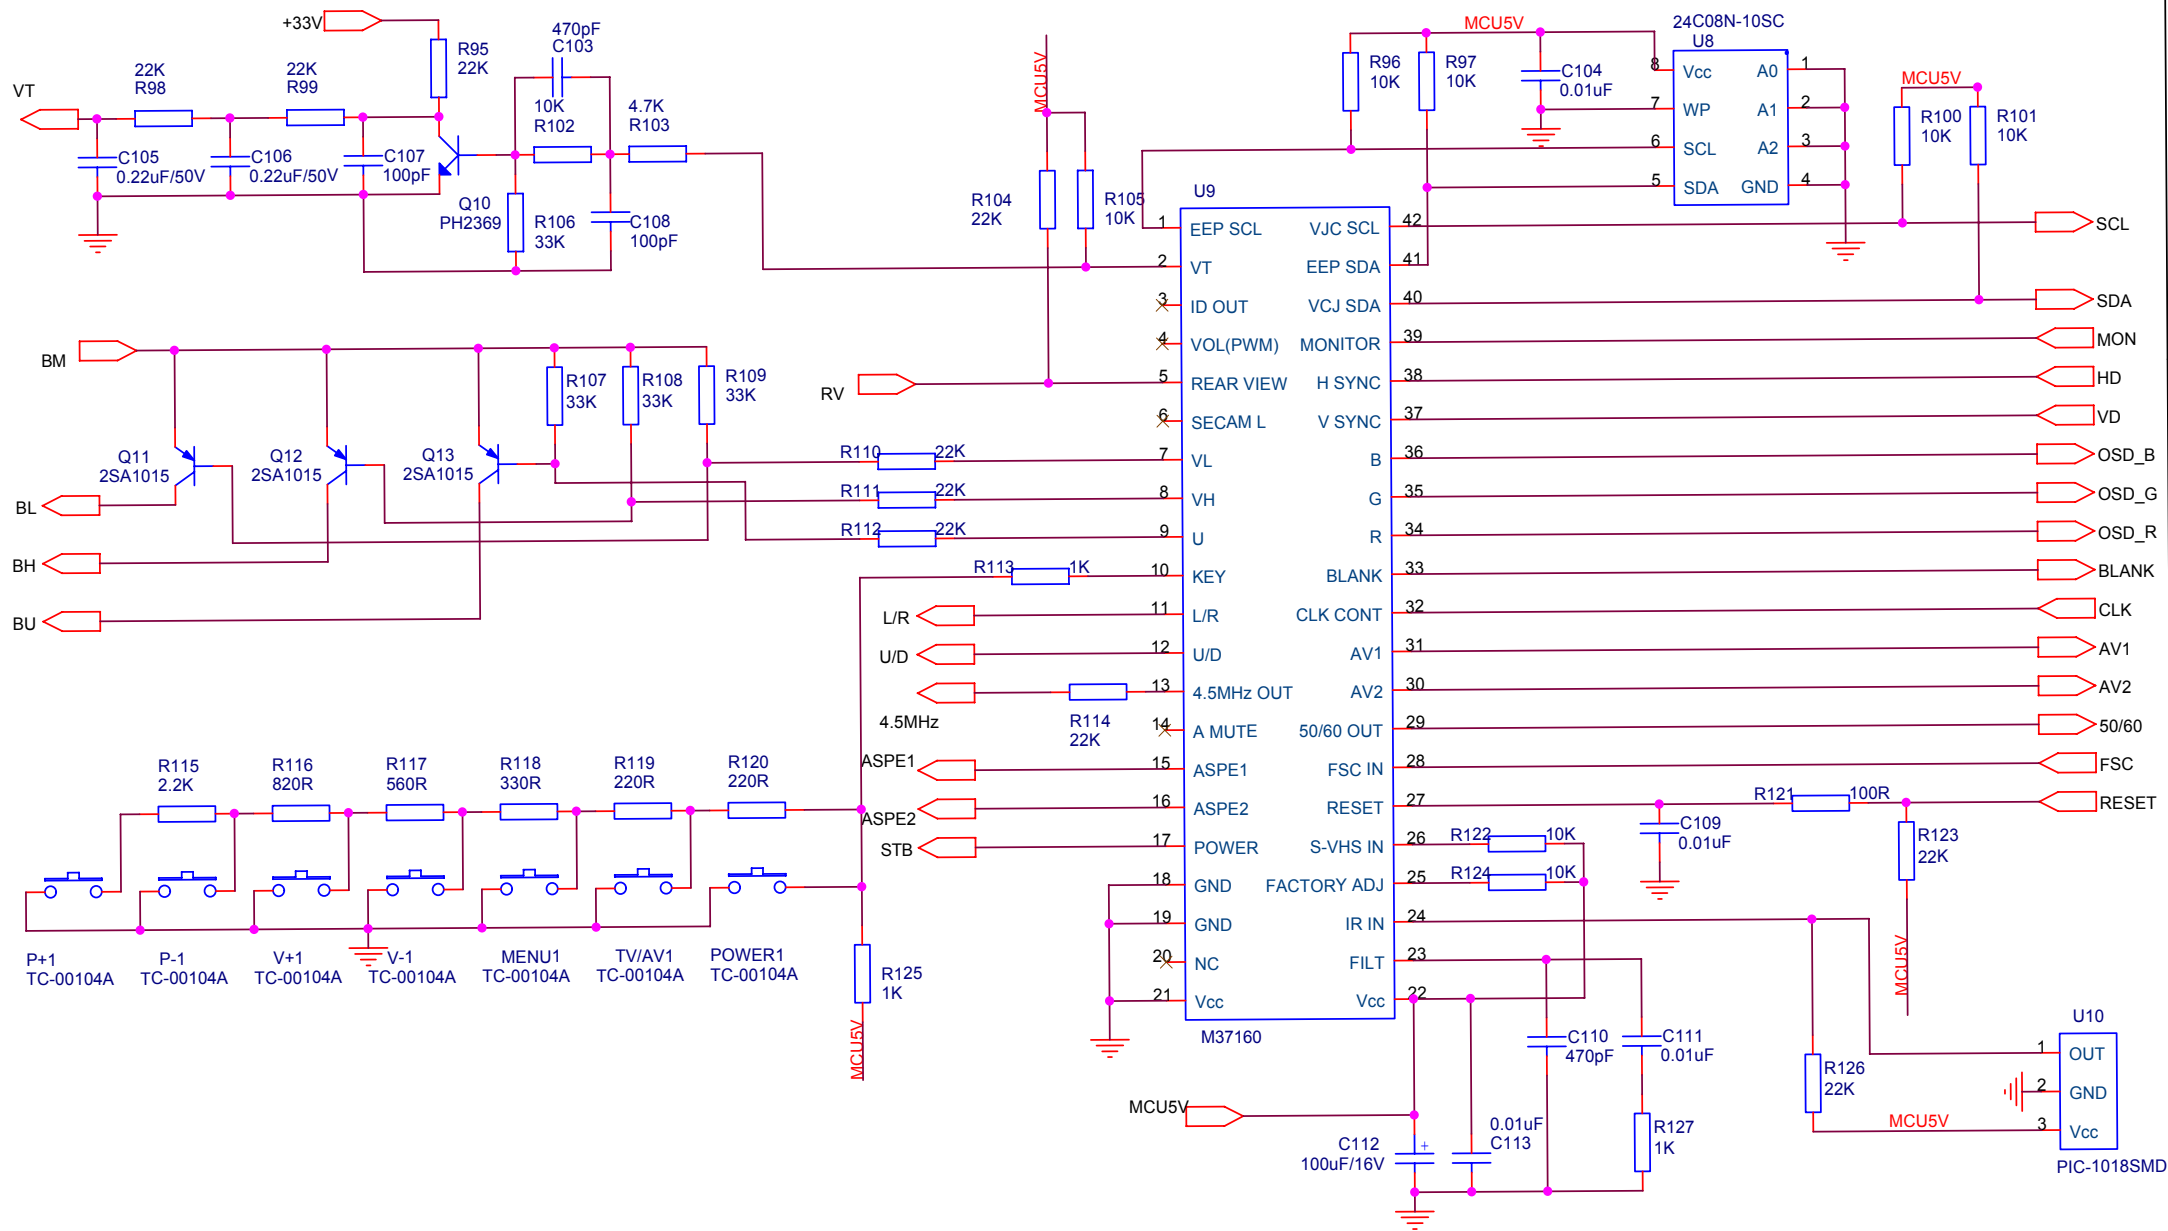 +33V
R95
22K
470pF
C103
22K
R98
22K
R99
VT
10K
R102
4.7K
R103
C105
0.22uF/50V
C106
0.22uF/50V
C107
100pF
Q10
PH2369
R106
33K
C108
100pF
MCU5V
R104
22K
R105
10K
MCU5V
R96
10K
R97
10K
C104
0.01uF
24C08N-10SC
U8
8 Vcc A0 1
7 WP A1 2
6 SCL A2 3
5 SDA GND 4
MCU5V
R100
10K
R101
10K
U9
1 EEP SCL VJC SCL 42 SCL
2 VT EEP SDA 41
3 ID OUT VCJ SDA 40 SDA
4 VOL(PWM) MONITOR 39 MON
RV 5 REAR VIEW H SYNC 38 HD
6 SECAM L V SYNC 37 VD
7 VL B 36 OSD_B
8 VH G 35 OSD_G
9 U R 34 OSD_R
10 KEY BLANK 33 BLANK
L/R 11 L/R CLK CONT 32 CLK
U/D 12 U/D AV1 31 AV1
13 4.5MHz OUT AV2 30 AV2
4.5MHz
14 A MUTE 50/60 OUT 29 50/60
ASPE1 15 ASPE1 FSC IN 28 FSC
ASPE2 16 ASPE2 RESET 27 RESET
STB 17 POWER S-VHS IN 26
18 GND FACTORY ADJ 25
19 GND IR IN 24
20 NC FILT 23
21 Vcc Vcc 22
M37160
BM
R107
33K
R108
33K
R109
33K
Q11
2SA1015
Q12
2SA1015
Q13
2SA1015
BL
BH
BU
R110 22K
R111 22K
R112 22K
R113 1K
R114
22K
R115
2.2K
R116
820R
R117
560R
R118
330R
R119
220R
R120
220R
P+1
TC-00104A
P-1
TC-00104A
V+1
TC-00104A
V-1
TC-00104A
MENU1
TC-00104A
TV/AV1
TC-00104A
POWER1
TC-00104A
R125
1K
MCU5V
R121 100R
C109
0.01uF
R123
22K
MCU5V
R122 10K
R124 10K
C110
470pF
C111
0.01uF
R127
1K
MCU5V
C112
+
100uF/16V
0.01uF
C113
R126
22K
MCU5V
U10
1 OUT
2 GND
3 Vcc
PIC-1018SMD